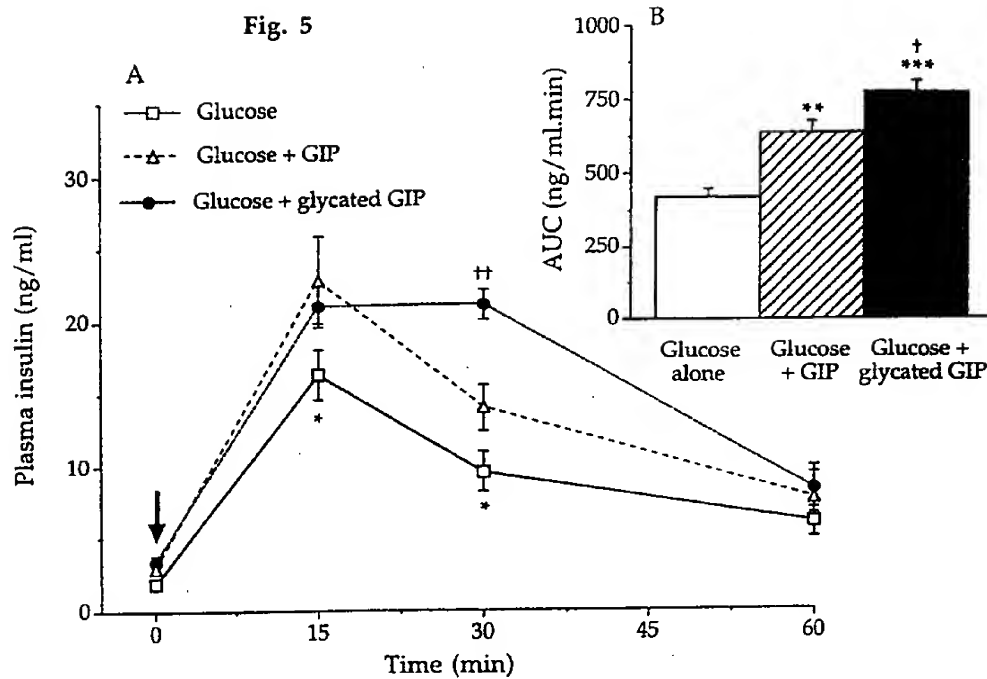 Fig. 5
A
Glucose
Glucose + GIP
Glucose + glycated GIP
Plasma insulin (ng/ml)
30
20
10
0
††
*
*
0 15 30 45 60
Time (min)
B
AUC (ng/ml.min)
1000
750
500
250
0
**
†
***
Glucose alone
Glucose + GIP
Glucose + glycated GIP